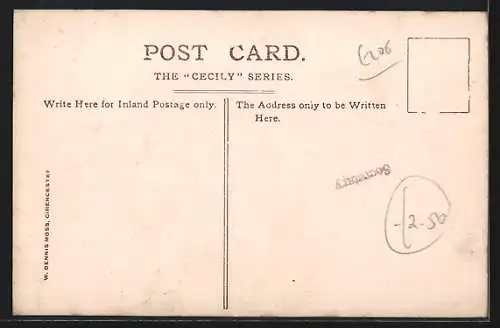 POST CARD.
THE "CECILY" SERIES.
Write Here for Inland Postage only.
The Address only to be Written
Here.
W. DENNIS MOSS, CIRENCESTRY
2-50